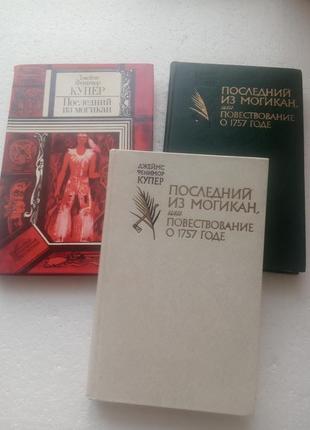 Джеймс
Фенимор
КУПЕР
Последний
из могикан
ПОСЛЕДНИЙ
ИЗ МОГИКАН,
или
ПОВЕСТВОВАНИЕ
О 1757 ГОДЕ
ДЖЕЙМС
ФЕНИМОР
КУПЕР
ПОСЛЕДНИЙ
ИЗ МОГИКАН,
или
ПОВЕСТВОВАНИЕ
О 1757 ГОДЕ